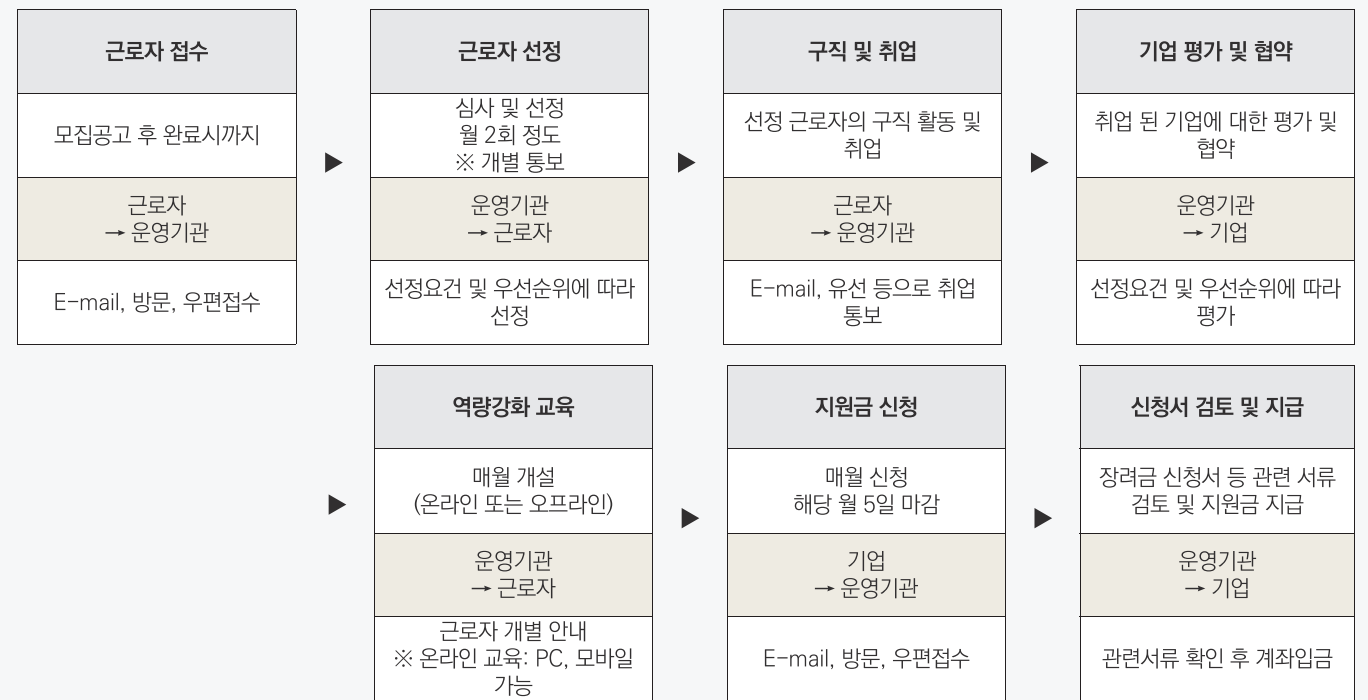 근로자 접수
모집공고 후 완료시까지
근로자
→ 운영기관
E-mail, 방문, 우편접수
▶
근로자 선정
심사 및 선정
월 2회 정도
※ 개별 통보
운영기관
→ 근로자
선정요건 및 우선순위에 따라
선정
▶
구직 및 취업
선정 근로자의 구직 활동 및
취업
근로자
→ 운영기관
E-mail, 유선 등으로 취업
통보
▶
기업 평가 및 협약
취업 된 기업에 대한 평가 및
협약
운영기관
→ 기업
선정요건 및 우선순위에 따라
평가
▶
역량강화 교육
매월 개설
(온라인 또는 오프라인)
운영기관
→ 근로자
근로자 개별 안내
※ 온라인 교육: PC, 모바일
가능
▶
지원금 신청
매월 신청
해당 월 5일 마감
기업
→ 운영기관
E-mail, 방문, 우편접수
▶
신청서 검토 및 지급
장려금 신청서 등 관련 서류
검토 및 지원금 지급
운영기관
→ 기업
관련서류 확인 후 계좌입금